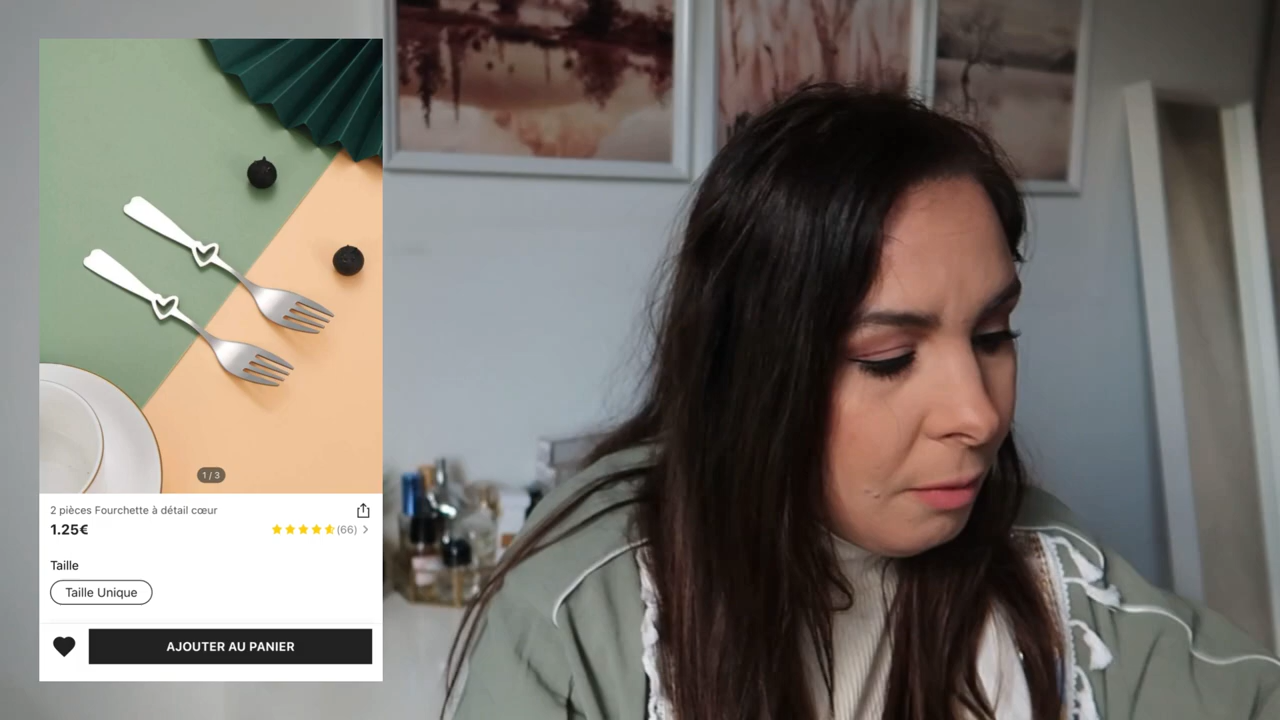 1 / 3
2 pièces Fourchette à détail cœur
1.25€
(66)
Taille
Taille Unique
AJOUTER AU PANIER